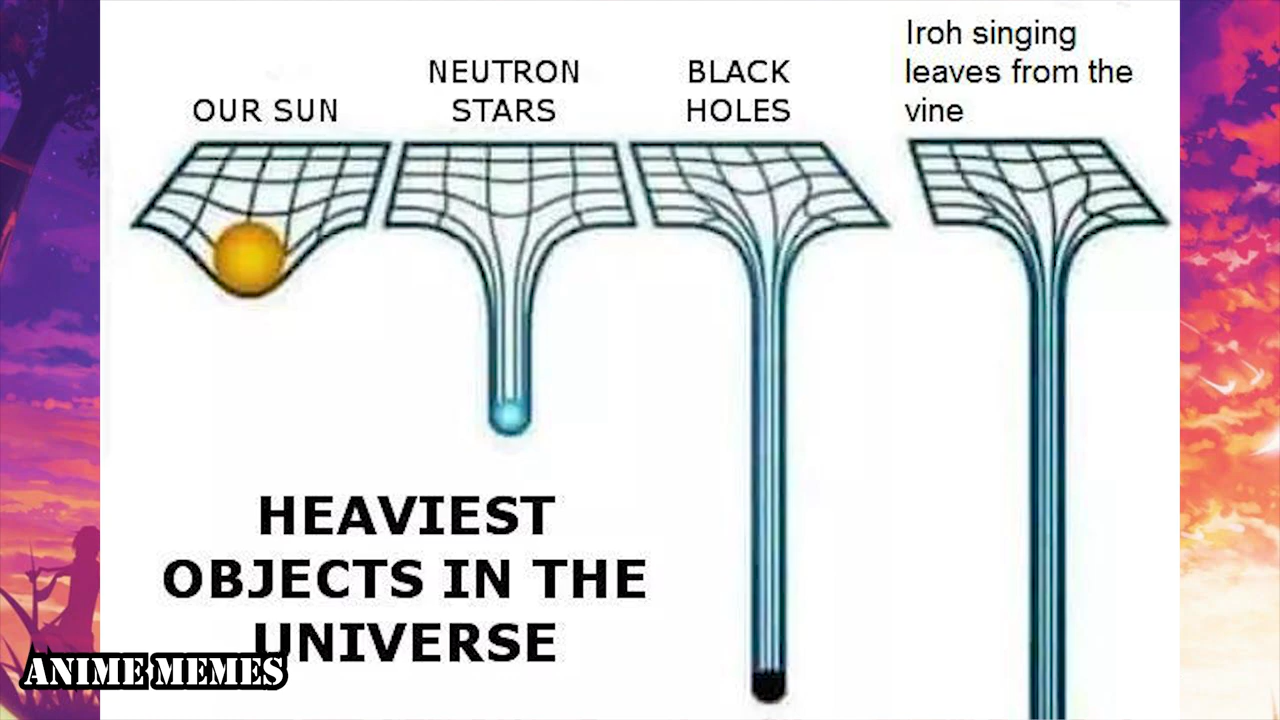 OUR SUN
NEUTRON
STARS
BLACK
HOLES
Iroh singing
leaves from the
vine
HEAVIEST
OBJECTS IN THE
UNIVERSE
ANIME MEMES